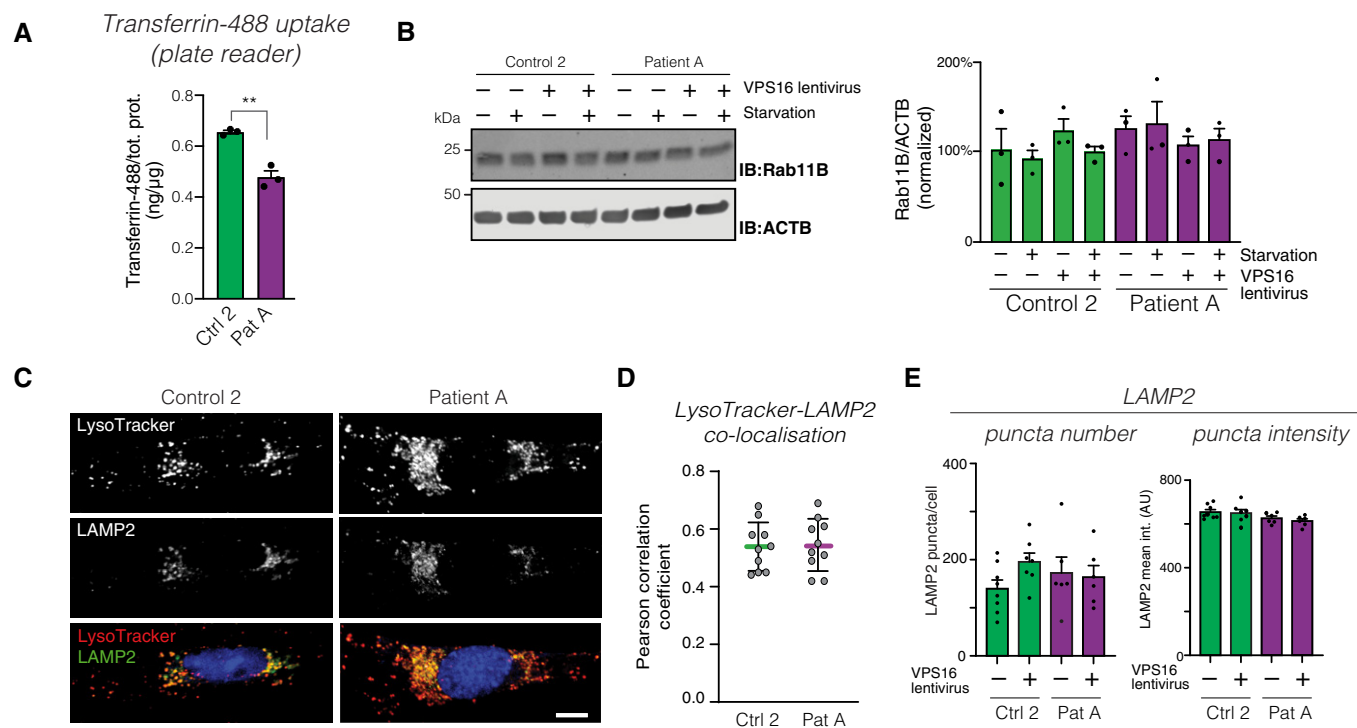 A
Transferrin-488 uptake
(plate reader)
Transferrin-488/tot. prot.
(ng/µg)
0.8
0.6
0.4
0.2
0.0
**
Ctrl 2
Pat A
B
Control 2
Patient A
− − + + − − + + VPS16 lentivirus
− + − + − + − + Starvation
kDa
25
IB:Rab11B
50
IB:ACTB
Rab11B/ACTB
(normalized)
200%
100%
0
− + − + − + − + Starvation
− − + + − − + + VPS16
lentivirus
Control 2
Patient A
C
Control 2
Patient A
LysoTracker
LAMP2
LysoTracker
LAMP2
D
LysoTracker-LAMP2
co-localisation
Pearson correlation
coefficient
0.8
0.6
0.4
0.2
0.0
Ctrl 2
Pat A
E
LAMP2
puncta number
puncta intensity
LAMP2 puncta/cell
400
200
0
VPS16
lentivirus
− + − +
Ctrl 2
Pat A
LAMP2 mean int. (AU)
800
400
0
VPS16
lentivirus
− + − +
Ctrl 2
Pat A